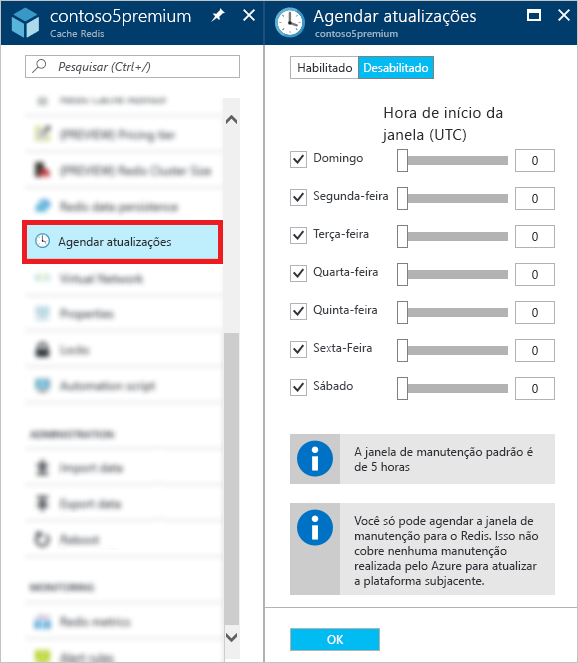 contoso5premium
Cache Redis
Pesquisar (Ctrl+/)
(PREVIEW) Pricing tier
(PREVIEW) Redis Cluster Size
Redis data persistence
Agendar atualizações
Virtual Network
Properties
Locks
Automation script
ADMINISTRATION
Import data
Export data
Reboot
MONITORING
Redis metrics
Alert rules
Agendar atualizações
contoso5premium
Habilitado Desabilitado
Hora de início da
janela (UTC)
Domingo 0
Segunda-feira 0
Terça-feira 0
Quarta-feira 0
Quinta-feira 0
Sexta-Feira 0
Sábado 0
A janela de manutenção padrão é
de 5 horas
Você só pode agendar a janela de
manutenção para o Redis. Isso não
cobre nenhuma manutenção
realizada pelo Azure para atualizar
a plataforma subjacente.
OK